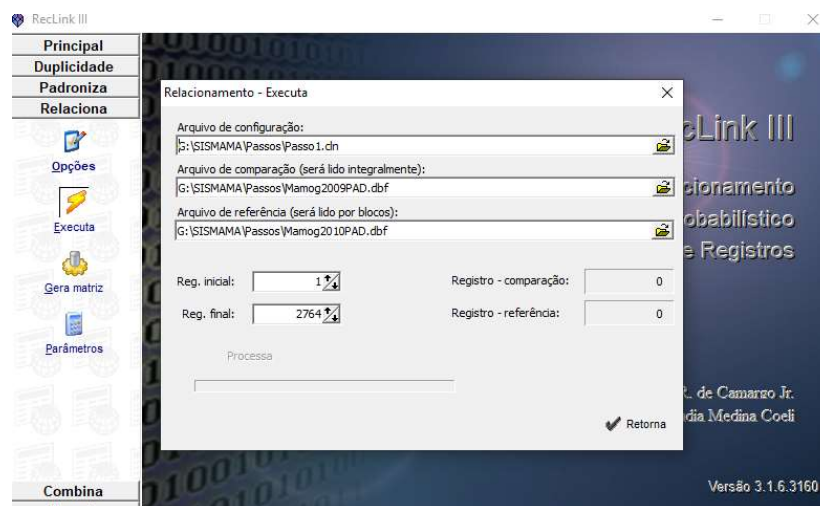 RecLink III
Principal
Duplicidade
Padroniza
Relaciona
Opções
Executa
Gera matriz
Parâmetros
Combina
Relacionamento - Executa
Arquivo de configuração:
G:\SISMAMA\Passos\Passo1.cln
Arquivo de comparação (será lido integralmente):
G:\SISMAMA\Passos\Mamog2009PAD.dbf
Arquivo de referência (será lido por blocos):
G:\SISMAMA\Passos\Mamog2010PAD.dbf
Reg. inicial: 1
Registro - comparação: 0
Reg. final: 2764
Registro - referência: 0
Processa
Retorna
cLink III
cionamento
obabilístico
e Registros
R. de Camargo Jr.
dia Medina Coeli
Versão 3.1.6.3160